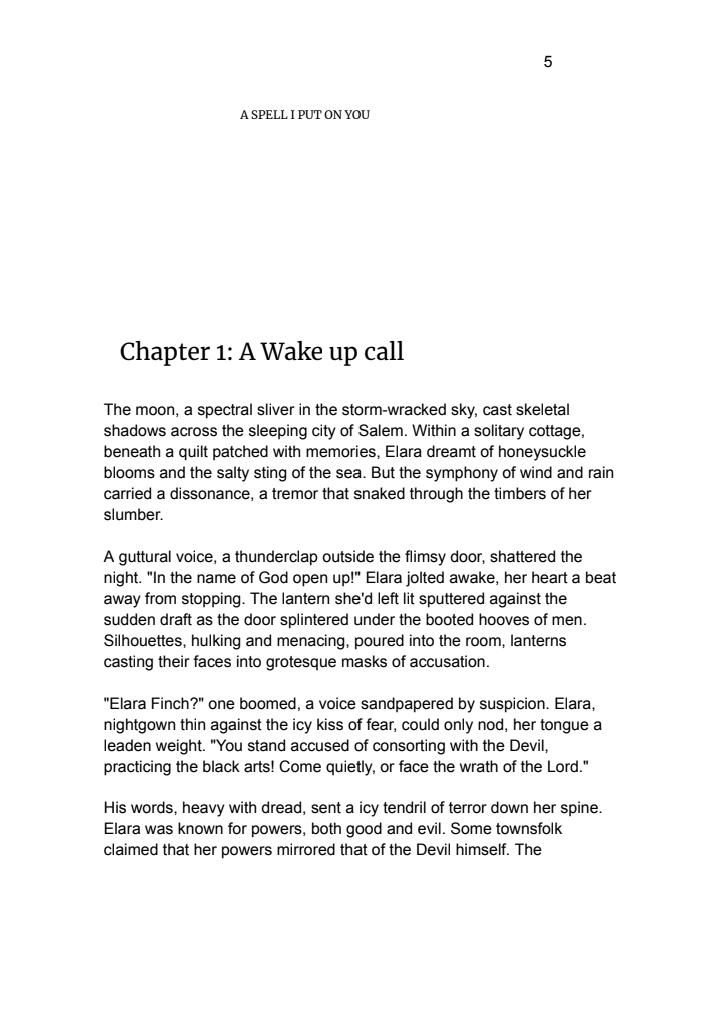 5
A SPELL I PUT ON YOU
Chapter 1: A Wake up call
The moon, a spectral sliver in the storm-wracked sky, cast skeletal
shadows across the sleeping city of Salem. Within a solitary cottage,
beneath a quilt patched with memories, Elara dreamt of honeysuckle
blooms and the salty sting of the sea. But the symphony of wind and rain
carried a dissonance, a tremor that snaked through the timbers of her
slumber.
A guttural voice, a thunderclap outside the flimsy door, shattered the
night. "In the name of God open up!" Elara jolted awake, her heart a beat
away from stopping. The lantern she'd left lit sputtered against the
sudden draft as the door splintered under the booted hooves of men.
Silhouettes, hulking and menacing, poured into the room, lanterns
casting their faces into grotesque masks of accusation.
"Elara Finch?" one boomed, a voice sandpapered by suspicion. Elara,
nightgown thin against the icy kiss of fear, could only nod, her tongue a
leaden weight. "You stand accused of consorting with the Devil,
practicing the black arts! Come quietly, or face the wrath of the Lord."
His words, heavy with dread, sent a icy tendril of terror down her spine.
Elara was known for powers, both good and evil. Some townsfolk
claimed that her powers mirrored that of the Devil himself. The